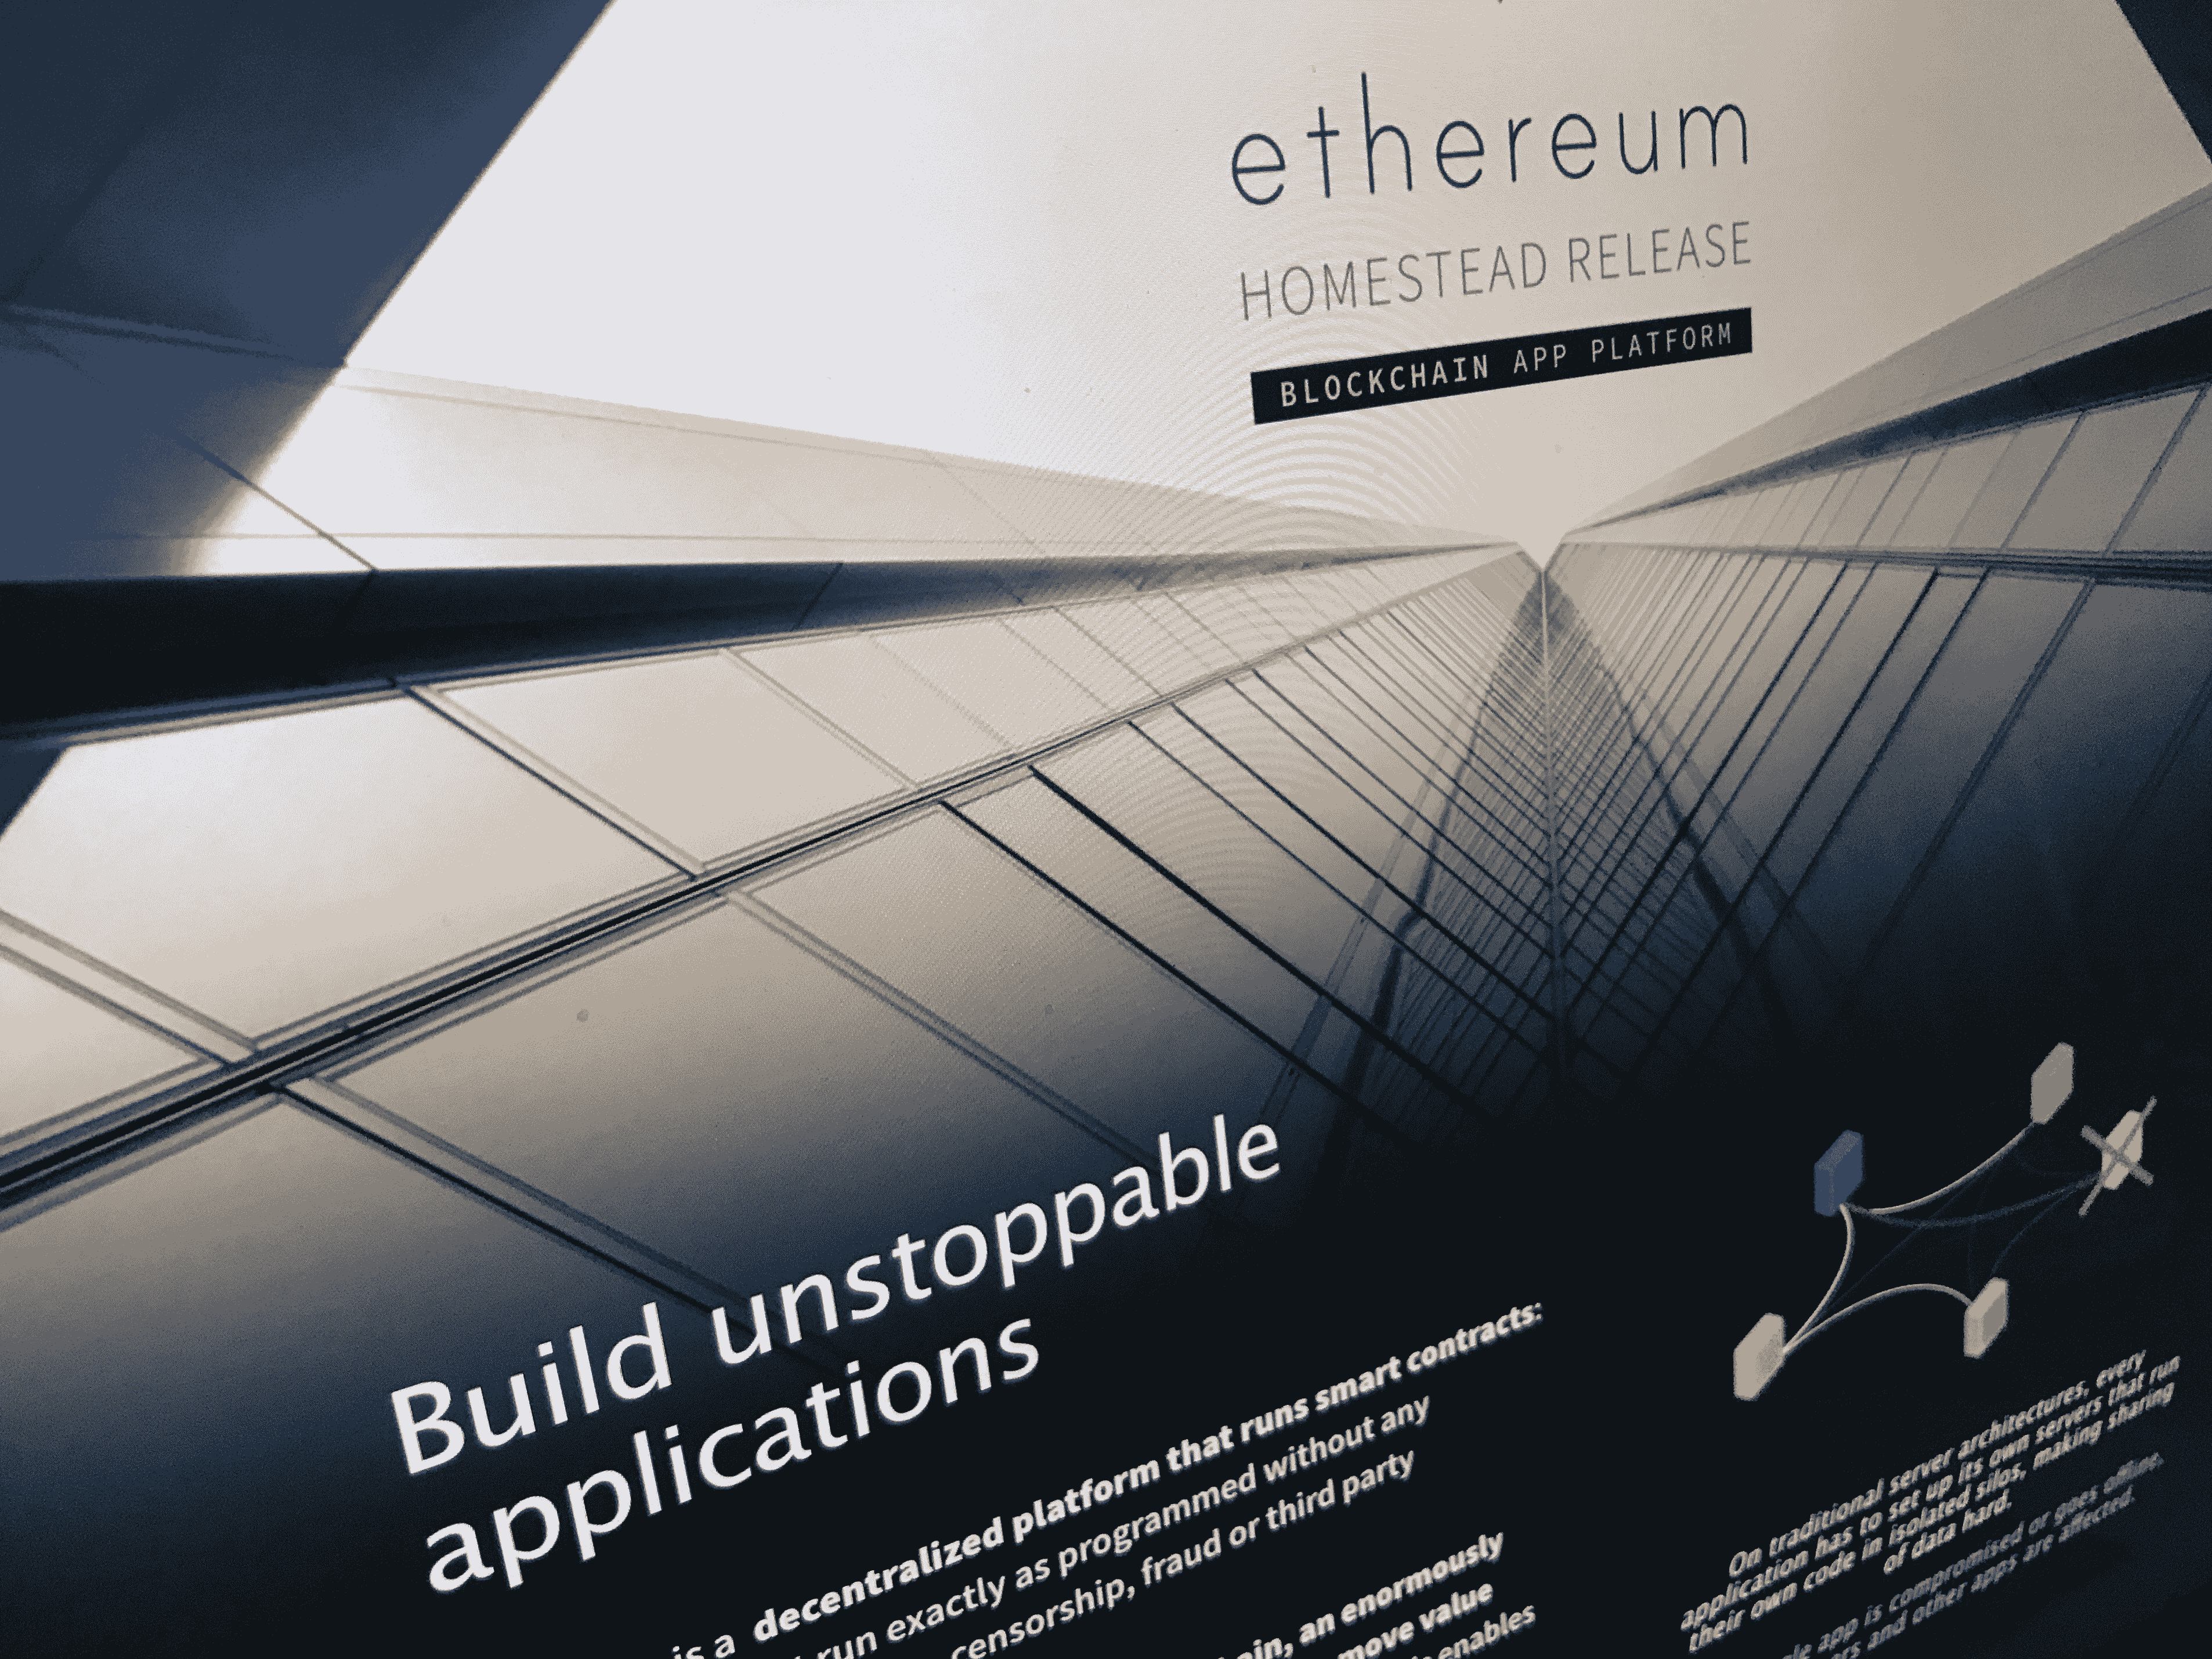 ethereum
HOMESTEAD RELEASE
BLOCKCHAIN APP PLATFORM
Build unstoppable
applications
is a decentralized platform that runs smart contracts:
run exactly as programmed without any
censorship, fraud or third party
an enormously
move value
enables
On traditional server architectures, every
application has to set up its own servers that run
their own code in isolated silos, making sharing
of data hard.
app is compromised or goes offline,
and other apps are affected.